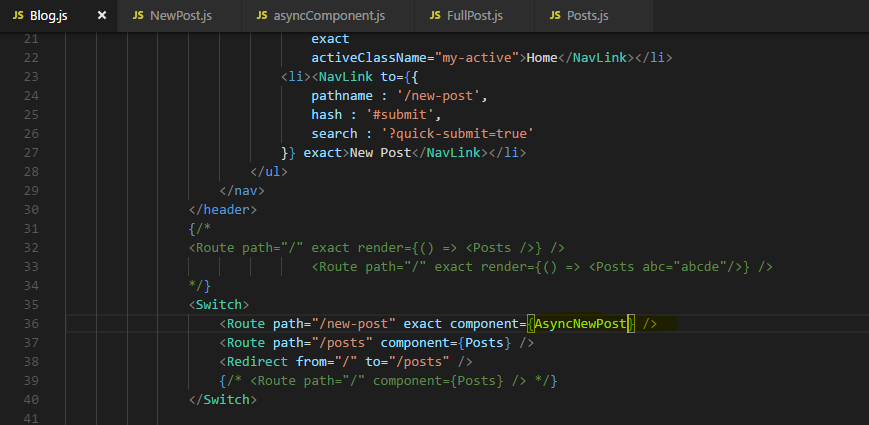 JS Blog.js × JS NewPost.js JS asyncComponent.js JS FullPost.js JS Posts.js
21 exact
22 activeClassName="my-active">Home</NavLink></li>
23 <li><NavLink to={{
24 pathname : '/new-post',
25 hash : '#submit',
26 search : '?quick-submit=true'
27 }} exact>New Post</NavLink></li>
28 </ul>
29 </nav>
30 </header>
31 {/*
32 <Route path="/" exact render={() => <Posts />} />
33 <Route path="/" exact render={() => <Posts abc="abcde"/>} />
34 */}
35 <Switch>
36 <Route path="/new-post" exact component={AsyncNewPost} />
37 <Route path="/posts" component={Posts} />
38 <Redirect from="/" to="/posts" />
39 {/* <Route path="/" component={Posts} /> */}
40 </Switch>
41